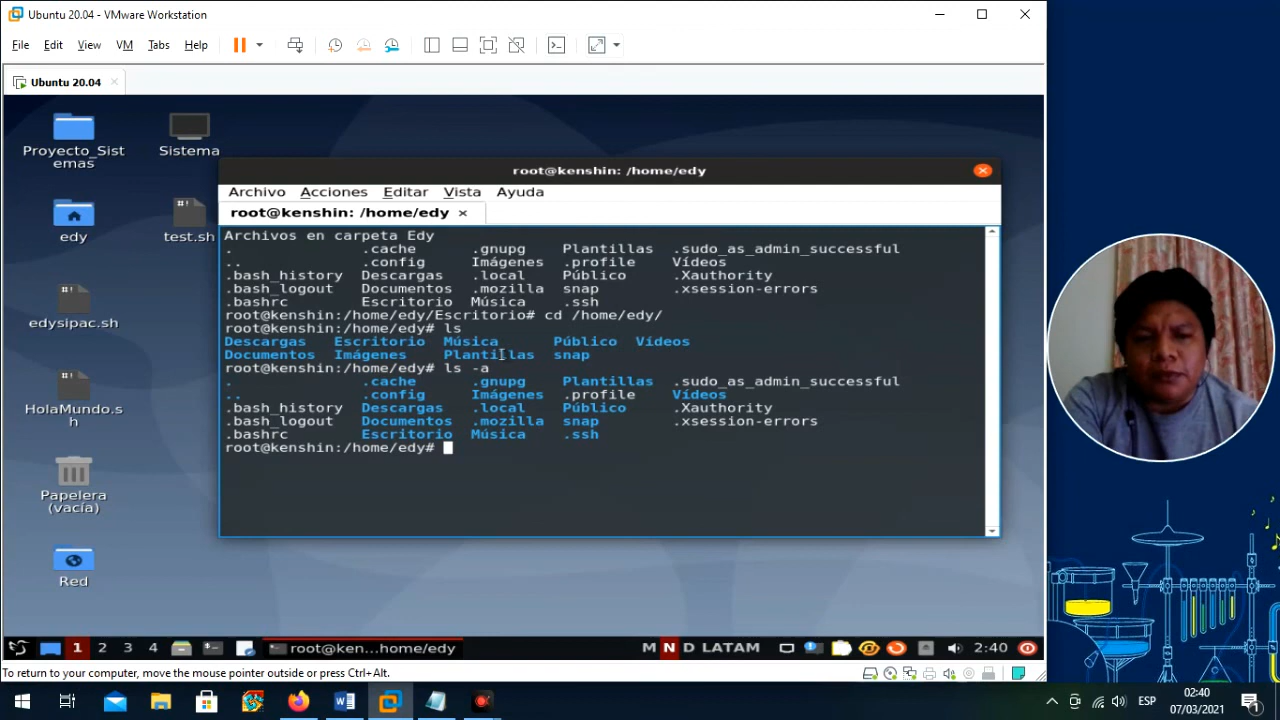 Ubuntu 20.04 - VMware Workstation
File Edit View VM Tabs Help
Ubuntu 20.04
Proyecto_Sist
emas
Sistema
edy
test.sh
edysipac.sh
HolaMundo.s
h
Papelera
(vacía)
Red
root@kenshin: /home/edy
Archivo Acciones Editar Vista Ayuda
root@kenshin: /home/edy
Archivos en carpeta Edy
. .cache .gnupg Plantillas .sudo_as_admin_successful
.. .config Imágenes .profile Vídeos
.bash_history Descargas .local Público .Xauthority
.bash_logout Documentos .mozilla snap .xsession-errors
.bashrc Escritorio Música .ssh
root@kenshin:/home/edy/Escritorio# cd /home/edy/
root@kenshin:/home/edy# ls
Descargas Escritorio Música Público Vídeos
Documentos Imágenes Plantillas snap
root@kenshin:/home/edy# ls -a
. .cache .gnupg Plantillas .sudo_as_admin_successful
.. .config Imágenes .profile Vídeos
.bash_history Descargas .local Público .Xauthority
.bash_logout Documentos .mozilla snap .xsession-errors
.bashrc Escritorio Música .ssh
root@kenshin:/home/edy#
1 2 3 4 root@ken...home/edy M N D LATAM 2:40
To return to your computer, move the mouse pointer outside or press Ctrl+Alt.
ESP
02:40
07/03/2021
1